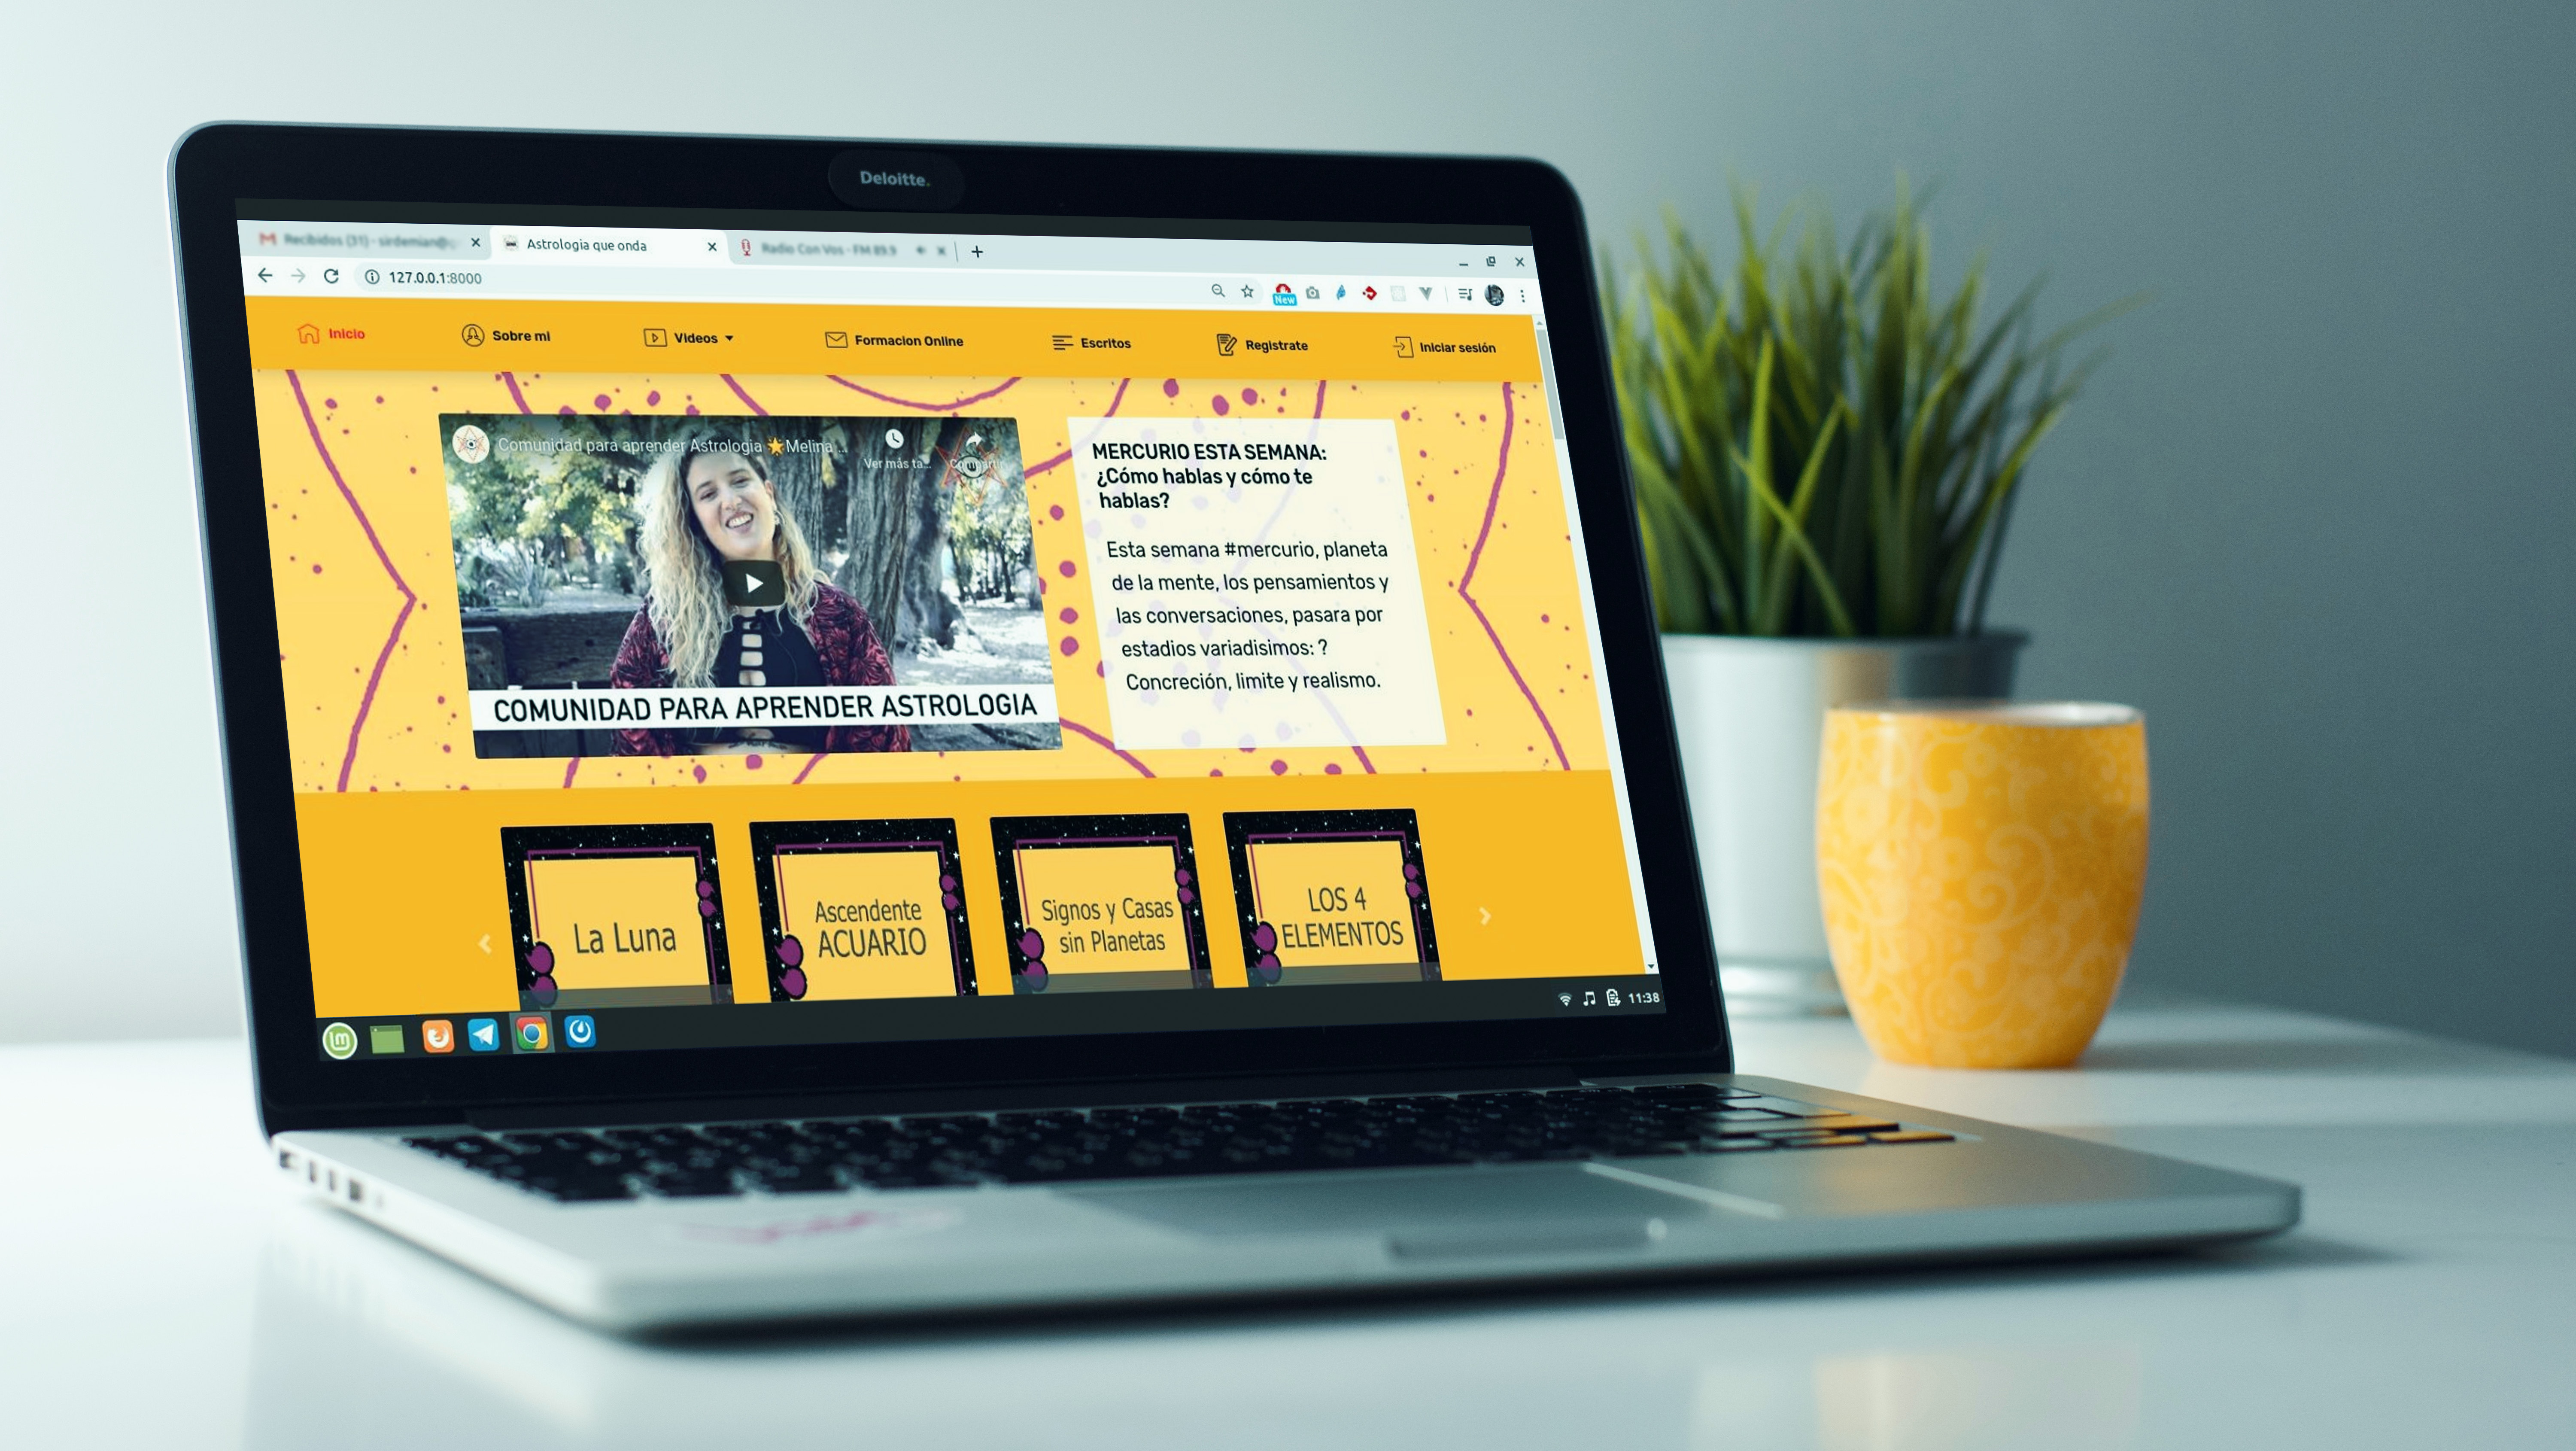 Deloitte.
Recibidos (31) - sirdemian@g
Astrologia que onda
Radio Con Vos - FM 89.9
127.0.0.1:8000
New
Inicio
Sobre mi
Videos
Formacion Online
Escritos
Registrate
Iniciar sesión
Comunidad para aprender Astrologia 🌟Melina ...
Ver más ta...
Compartir
COMUNIDAD PARA APRENDER ASTROLOGIA
MERCURIO ESTA SEMANA:
¿Cómo hablas y cómo te
hablas?
Esta semana #mercurio, planeta
de la mente, los pensamientos y
las conversaciones, pasara por
estadios variadisimos: ?
Concreción, limite y realismo.
La Luna
Ascendente
ACUARIO
Signos y Casas
sin Planetas
LOS 4
ELEMENTOS
11:38